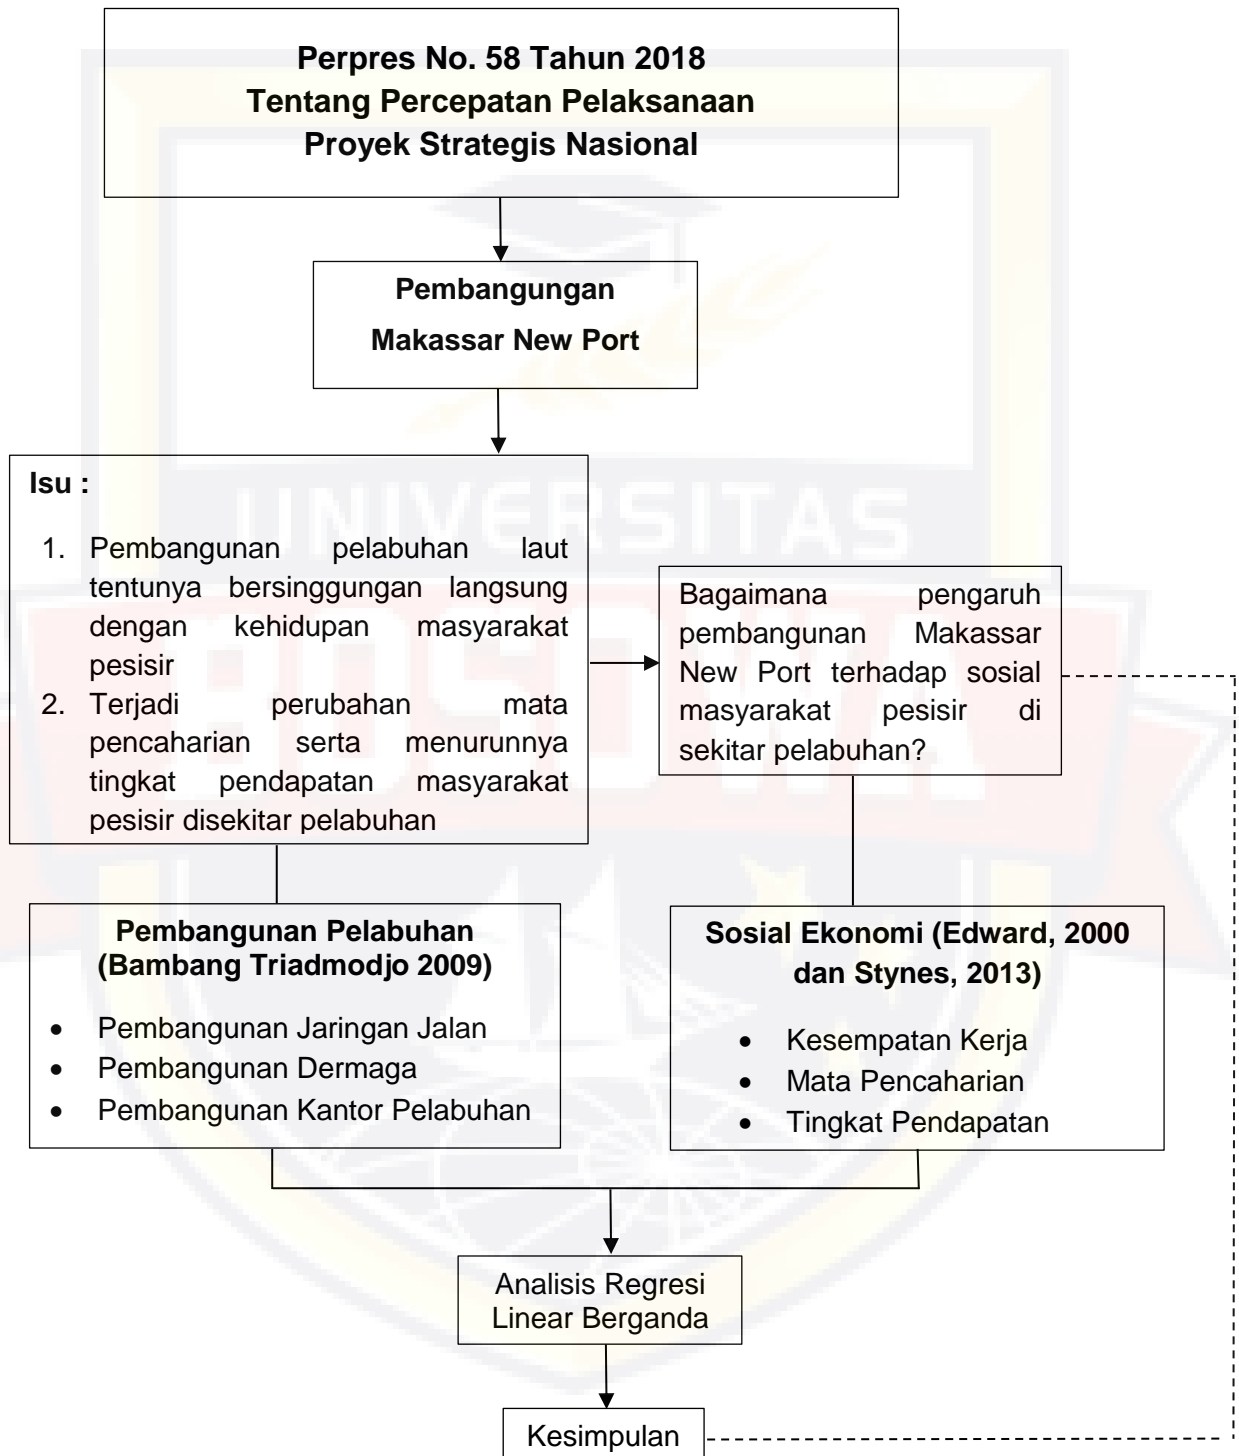 Perpres No. 58 Tahun 2018
Tentang Percepatan Pelaksanaan
Proyek Strategis Nasional
Pembangungan
Makassar New Port
Isu :
1. Pembangunan pelabuhan laut
tentunya bersinggungan langsung
dengan kehidupan masyarakat
pesisir
2. Terjadi perubahan mata
pencaharian serta menurunnya
tingkat pendapatan masyarakat
pesisir disekitar pelabuhan
Bagaimana pengaruh
pembangunan Makassar
New Port terhadap sosial
masyarakat pesisir di
sekitar pelabuhan?
Pembangunan Pelabuhan
(Bambang Triadmodjo 2009)
• Pembangunan Jaringan Jalan
• Pembangunan Dermaga
• Pembangunan Kantor Pelabuhan
Sosial Ekonomi (Edward, 2000
dan Stynes, 2013)
• Kesempatan Kerja
• Mata Pencaharian
• Tingkat Pendapatan
Analisis Regresi
Linear Berganda
Kesimpulan
UNIVERSITAS
BOSOWA